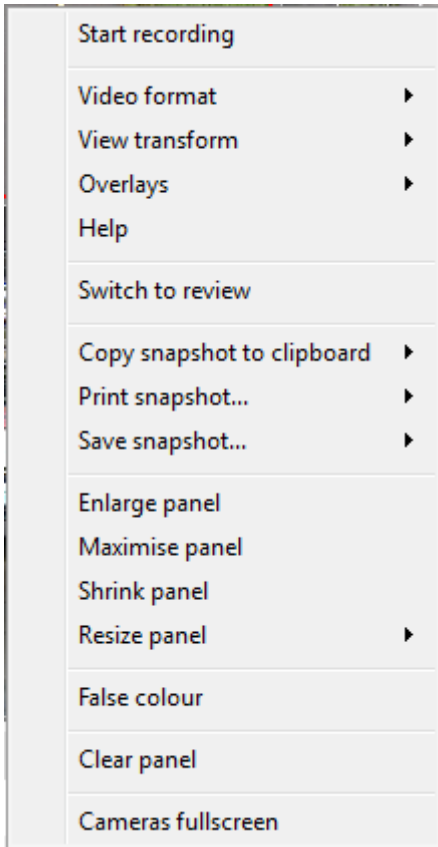 Start recording
Video format
View transform
Overlays
Help
Switch to review
Copy snapshot to clipboard
Print snapshot...
Save snapshot...
Enlarge panel
Maximise panel
Shrink panel
Resize panel
False colour
Clear panel
Cameras fullscreen